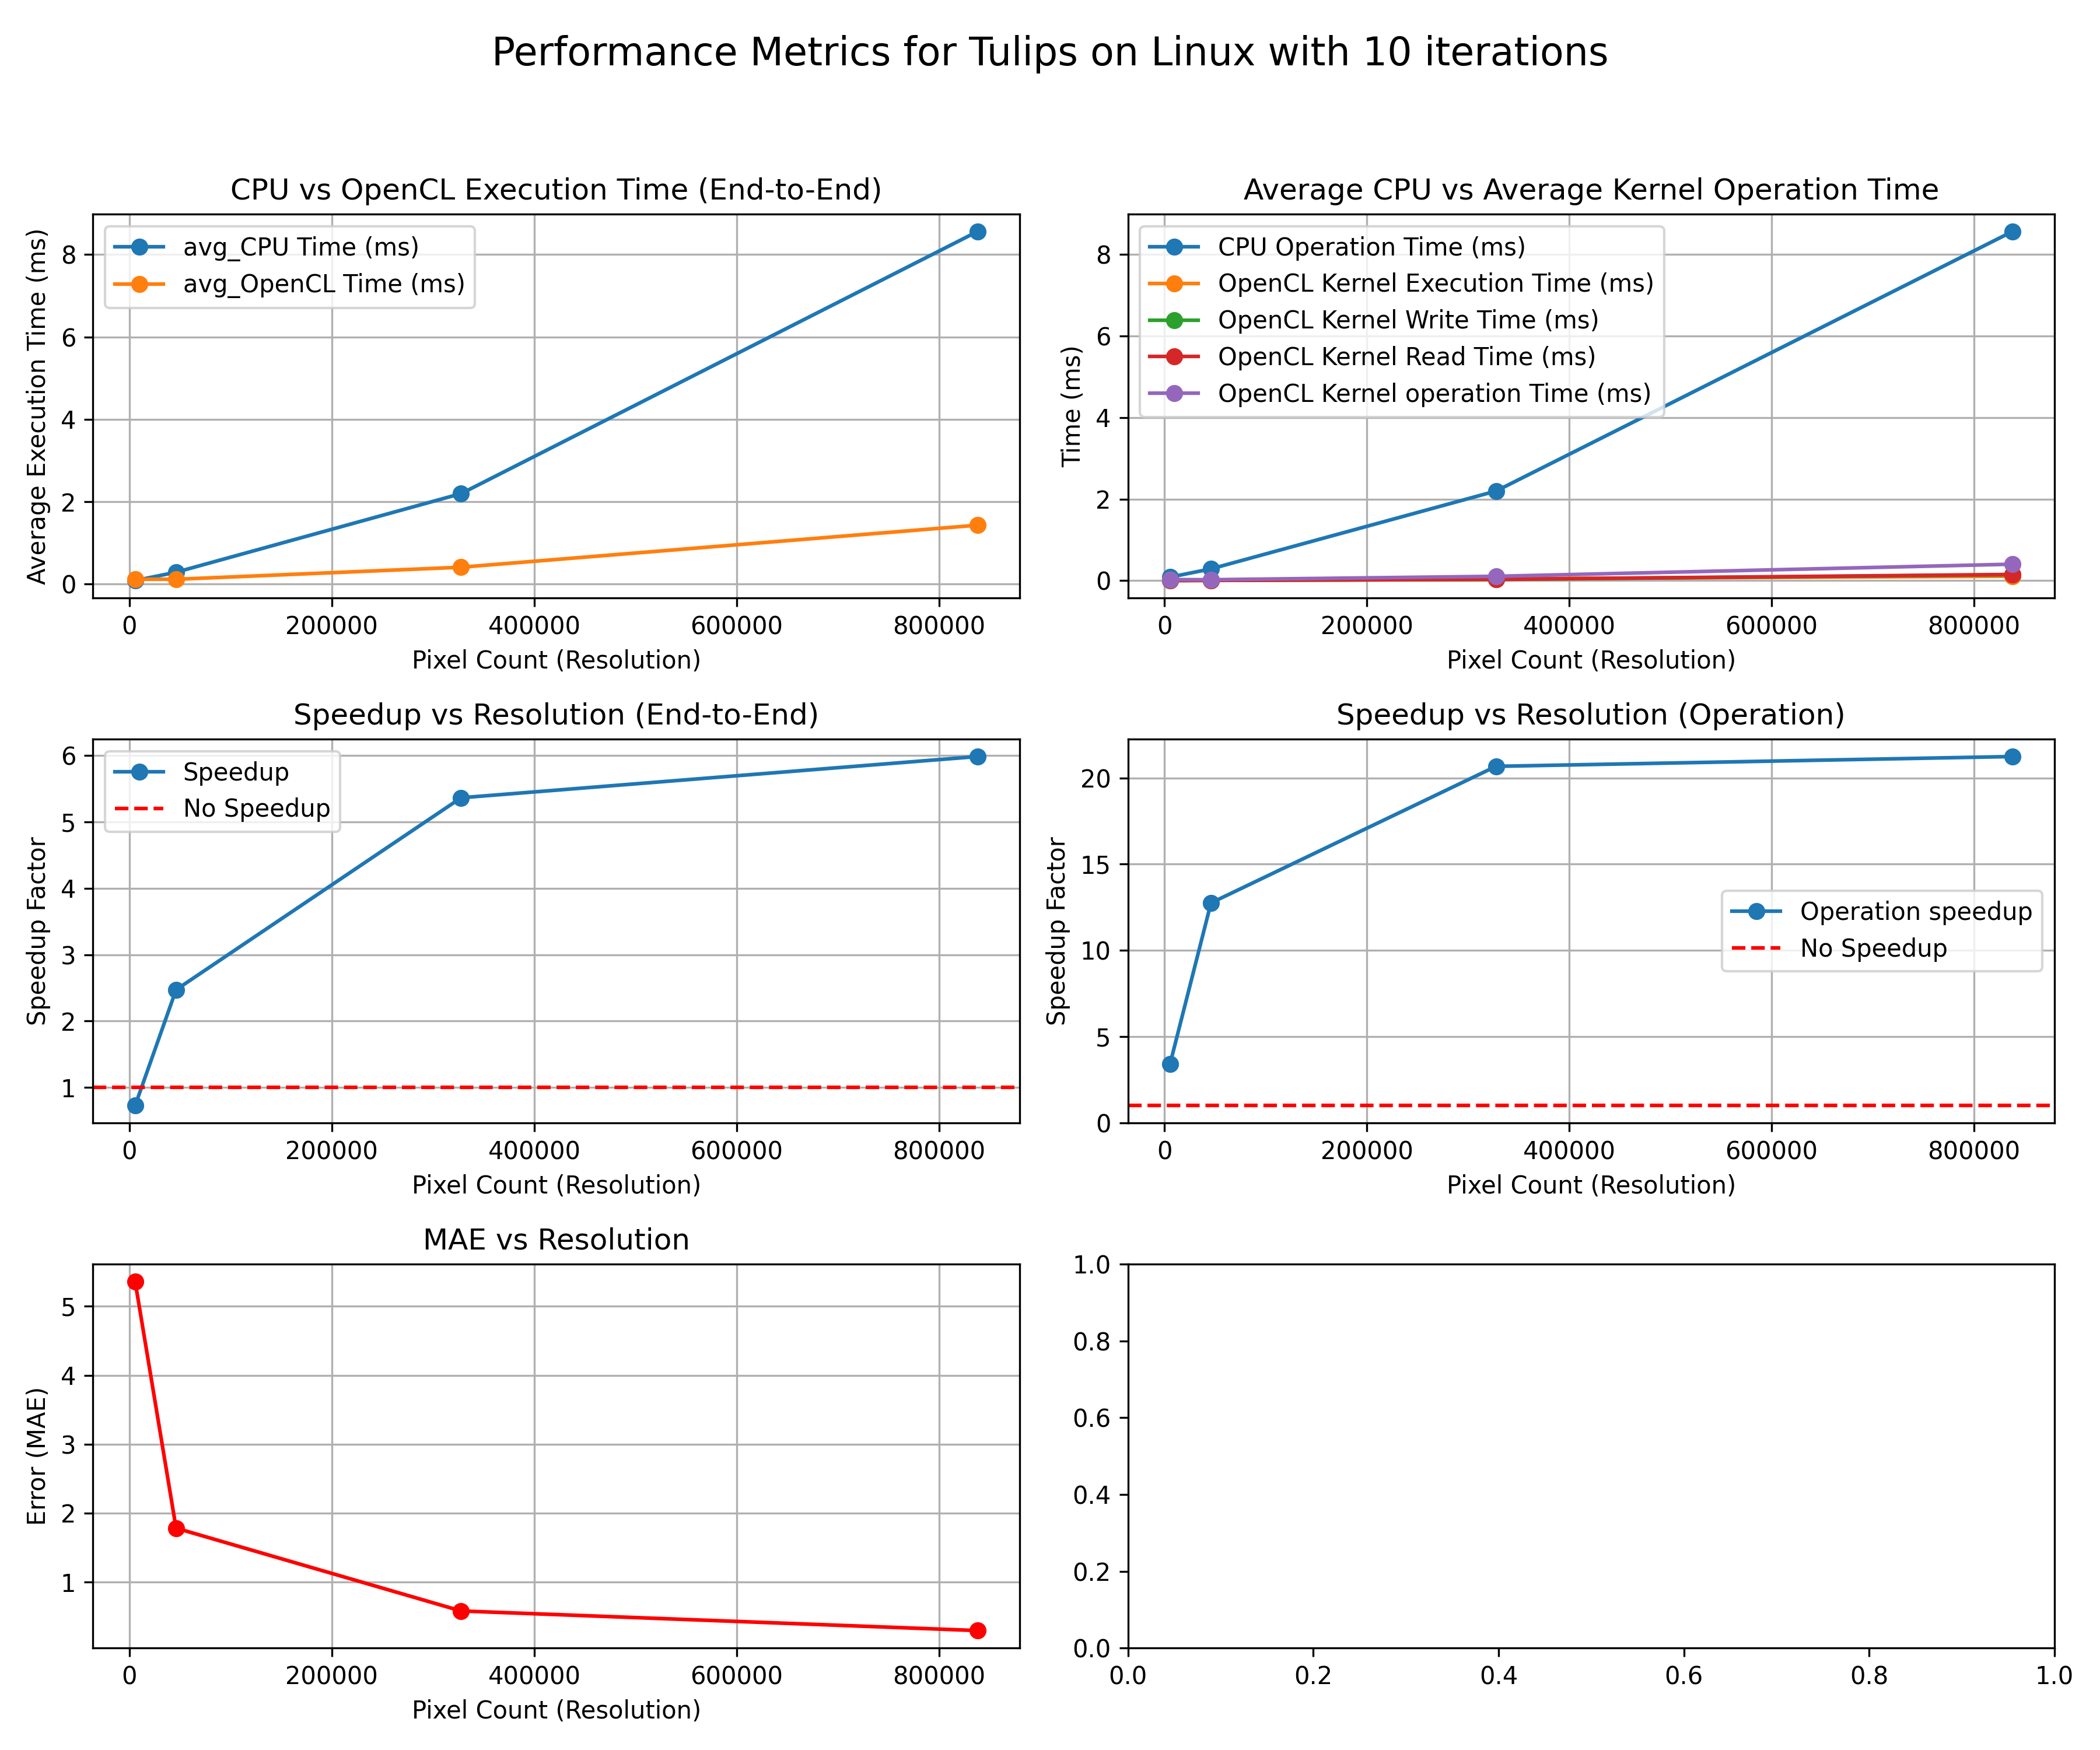 Performance Metrics for Tulips on Linux with 10 iterations
CPU vs OpenCL Execution Time (End-to-End)
Average Execution Time (ms)
8
6
4
2
0
avg_CPU Time (ms)
avg_OpenCL Time (ms)
0 200000 400000 600000 800000
Pixel Count (Resolution)
Average CPU vs Average Kernel Operation Time
Time (ms)
8
6
4
2
0
CPU Operation Time (ms)
OpenCL Kernel Execution Time (ms)
OpenCL Kernel Write Time (ms)
OpenCL Kernel Read Time (ms)
OpenCL Kernel operation Time (ms)
0 200000 400000 600000 800000
Pixel Count (Resolution)
Speedup vs Resolution (End-to-End)
Speedup Factor
6
5
4
3
2
1
Speedup
No Speedup
0 200000 400000 600000 800000
Pixel Count (Resolution)
Speedup vs Resolution (Operation)
Speedup Factor
20
15
10
5
0
Operation speedup
No Speedup
0 200000 400000 600000 800000
Pixel Count (Resolution)
MAE vs Resolution
Error (MAE)
5
4
3
2
1
0 200000 400000 600000 800000
Pixel Count (Resolution)
1.0
0.8
0.6
0.4
0.2
0.0
0.0 0.2 0.4 0.6 0.8 1.0